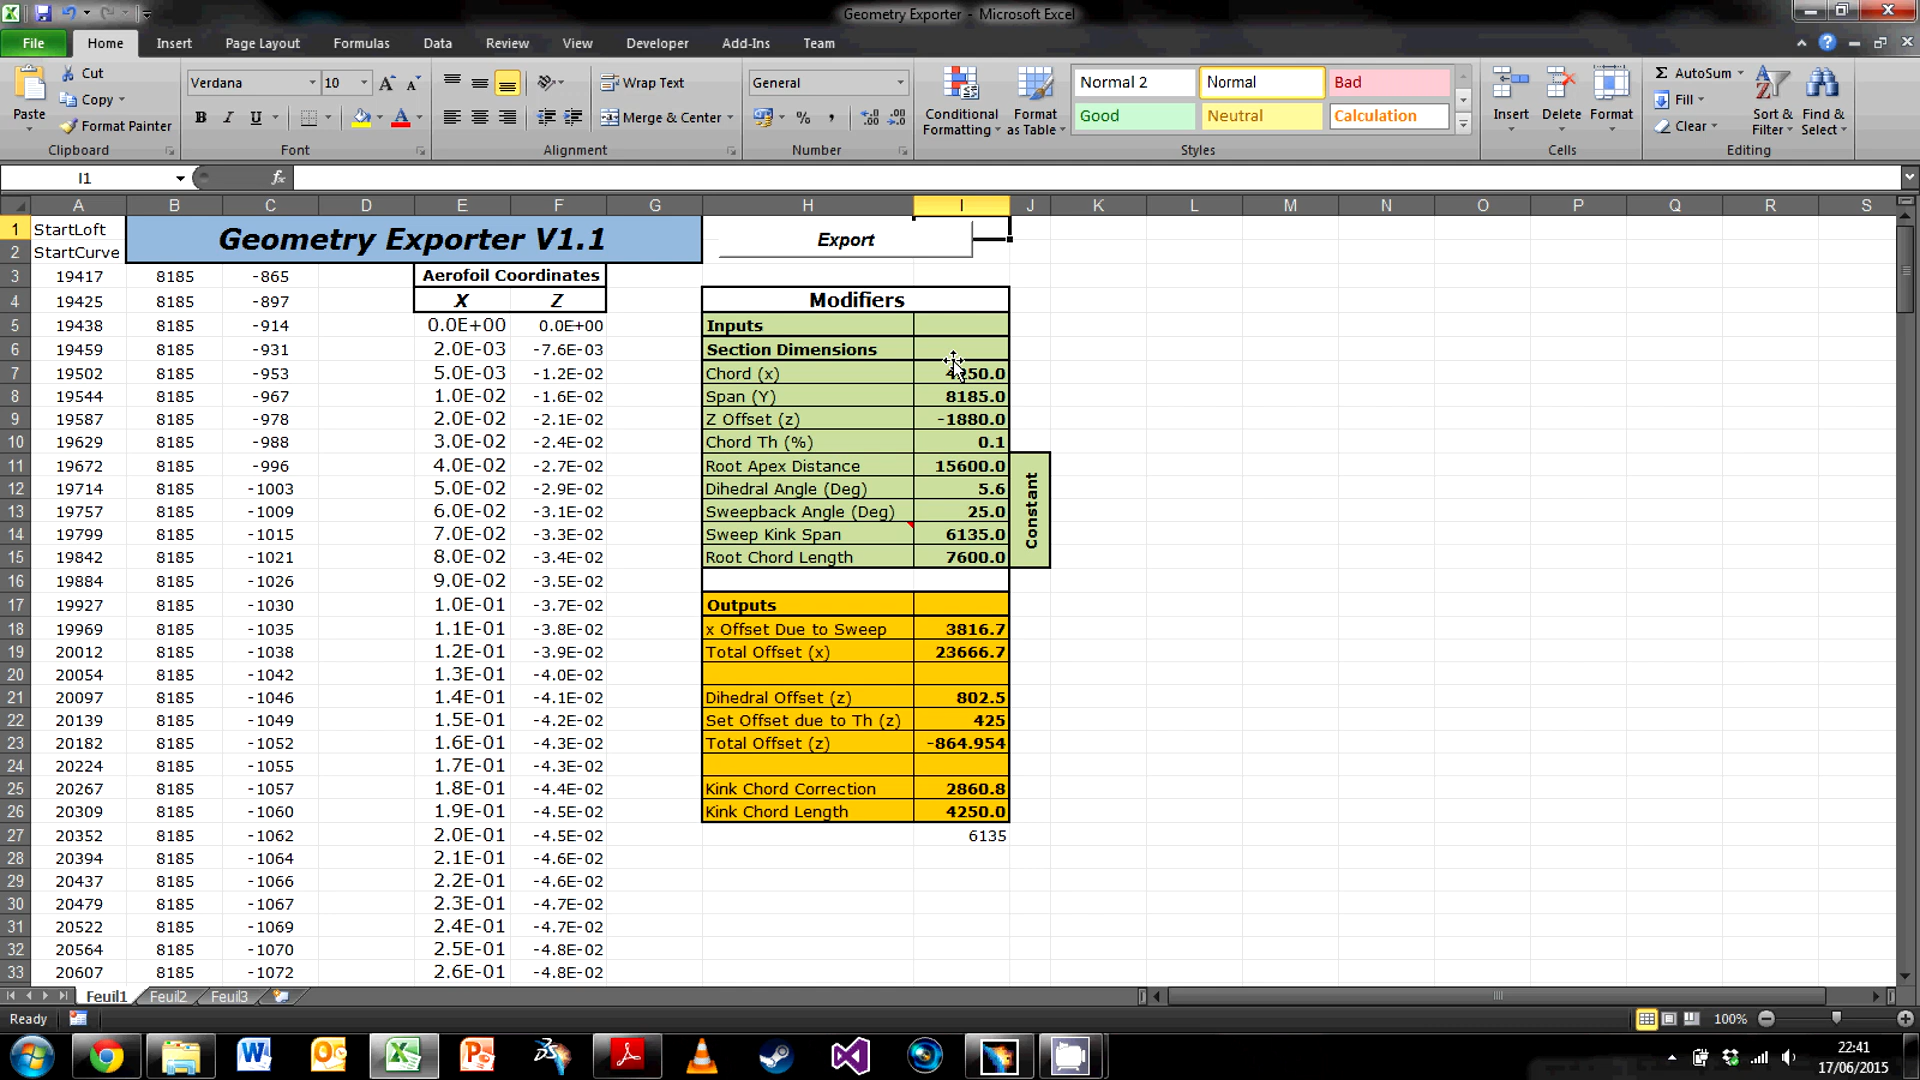 Geometry Exporter - Microsoft Excel
File Home Insert Page Layout Formulas Data Review View Developer Add-Ins Team
Paste Cut Copy Format Painter Clipboard
Verdana 10 B I U A A A Font
Wrap Text Merge & Center Alignment
General % , Number
Conditional Formatting Format as Table
Normal 2 Normal Bad
Good Neutral Calculation
Styles
Insert Delete Format Cells
Σ AutoSum Fill Clear Sort & Filter Find & Select Editing
I1 fx
A B C D E F G H I J K L M N O P Q R S
1 StartLoft Geometry Exporter V1.1 Export
2 StartCurve
3 19417 8185 -865 Aerofoil Coordinates
4 19425 8185 -897 X Z Modifiers
5 19438 8185 -914 0.0E+00 0.0E+00 Inputs
6 19459 8185 -931 2.0E-03 -7.6E-03 Section Dimensions
7 19502 8185 -953 5.0E-03 -1.2E-02 Chord (x) 4250.0
8 19544 8185 -967 1.0E-02 -1.6E-02 Span (Y) 8185.0
9 19587 8185 -978 2.0E-02 -2.1E-02 Z Offset (z) -1880.0
10 19629 8185 -988 3.0E-02 -2.4E-02 Chord Th (%) 0.1
11 19672 8185 -996 4.0E-02 -2.7E-02 Root Apex Distance 15600.0 Constant
12 19714 8185 -1003 5.0E-02 -2.9E-02 Dihedral Angle (Deg) 5.6
13 19757 8185 -1009 6.0E-02 -3.1E-02 Sweepback Angle (Deg) 25.0
14 19799 8185 -1015 7.0E-02 -3.3E-02 Sweep Kink Span 6135.0
15 19842 8185 -1021 8.0E-02 -3.4E-02 Root Chord Length 7600.0
16 19884 8185 -1026 9.0E-02 -3.5E-02
17 19927 8185 -1030 1.0E-01 -3.7E-02 Outputs
18 19969 8185 -1035 1.1E-01 -3.8E-02 x Offset Due to Sweep 3816.7
19 20012 8185 -1038 1.2E-01 -3.9E-02 Total Offset (x) 23666.7
20 20054 8185 -1042 1.3E-01 -4.0E-02
21 20097 8185 -1046 1.4E-01 -4.1E-02 Dihedral Offset (z) 802.5
22 20139 8185 -1049 1.5E-01 -4.2E-02 Set Offset due to Th (z) 425
23 20182 8185 -1052 1.6E-01 -4.3E-02 Total Offset (z) -864.954
24 20224 8185 -1055 1.7E-01 -4.3E-02
25 20267 8185 -1057 1.8E-01 -4.4E-02 Kink Chord Correction 2860.8
26 20309 8185 -1060 1.9E-01 -4.5E-02 Kink Chord Length 4250.0
27 20352 8185 -1062 2.0E-01 -4.5E-02 6135
28 20394 8185 -1064 2.1E-01 -4.6E-02
29 20437 8185 -1066 2.2E-01 -4.6E-02
30 20479 8185 -1067 2.3E-01 -4.7E-02
31 20522 8185 -1069 2.4E-01 -4.7E-02
32 20564 8185 -1070 2.5E-01 -4.8E-02
33 20607 8185 -1072 2.6E-01 -4.8E-02
Feuil1 Feuil2 Feuil3
Ready 100%
22:41
17/06/2015